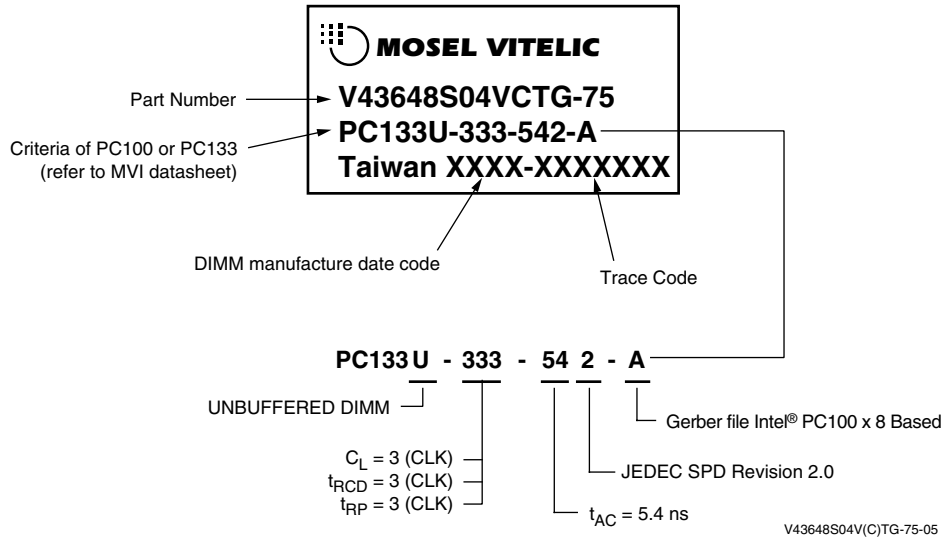 MOSEL VITELIC
Part Number
V43648S04VCTG-75
Criteria of PC100 or PC133
(refer to MVI datasheet)
PC133U-333-542-A
Taiwan XXXX-XXXXXXX
DIMM manufacture date code
Trace Code
PC133 U - 333 - 54 2 - A
UNBUFFERED DIMM
Gerber file Intel® PC100 x 8 Based
CL = 3 (CLK)
tRCD = 3 (CLK)
tRP = 3 (CLK)
JEDEC SPD Revision 2.0
tAC = 5.4 ns
V43648S04V(C)TG-75-05